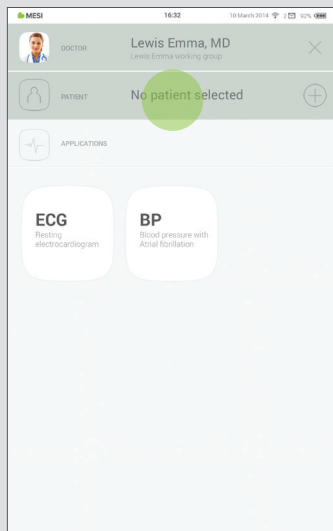 MESI 16:32 10 March 2014 2 92%
DOCTOR Lewis Emma, MD
Lewis Emma working group
PATIENT No patient selected
APPLICATIONS
ECG
Resting
electrocardiogram
BP
Blood pressure with
Atrial fibrillation